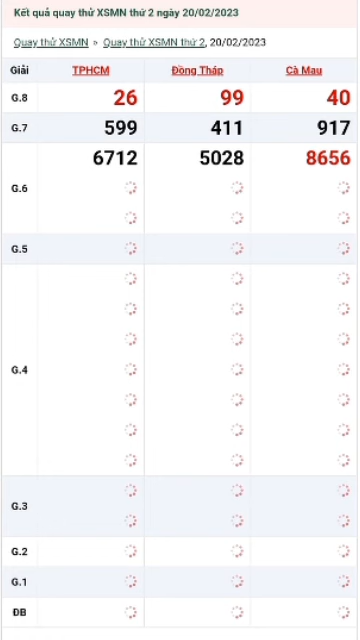 Kết quả quay thử XSMN thứ 2 ngày 20/02/2023
Quay thử XSMN » Quay thử XSMN thứ 2, 20/02/2023
Giải TPHCM Đồng Tháp Cà Mau
G.8 26 99 40
G.7 599 411 917
6712 5028 8656
G.6
G.5
G.4
G.3
G.2
G.1
ĐB